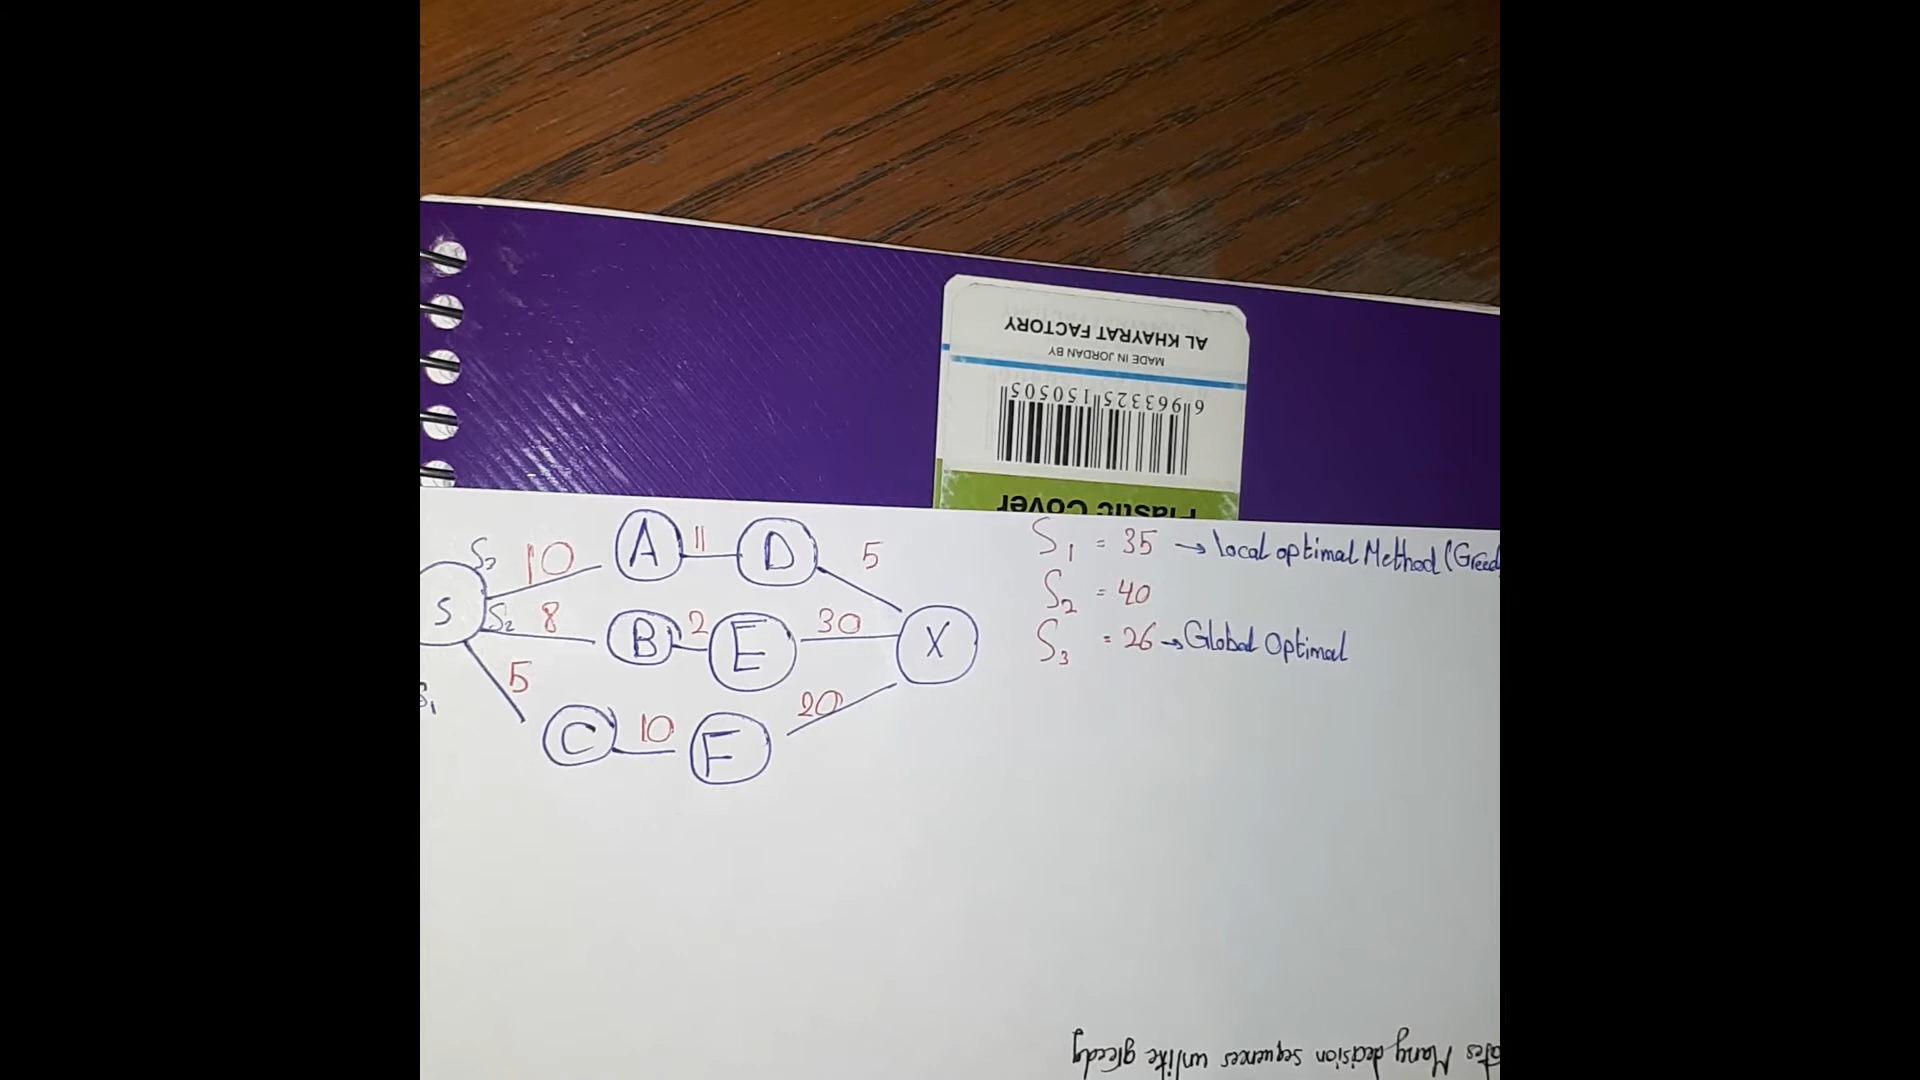 AL KHAYRAT FACTORY
MADE IN JORDAN BY
6 963325 150505
Plastic Cover
S₃ 10 A 11 D 5
S S₂ 8 B 2 E 30 X
S₁ 5 C 10 F 20
S₁ = 35 → local optimal Method (Greed
S₂ = 40
S₃ = 26 → Global Optimal
Many decision sequences unlike greedy